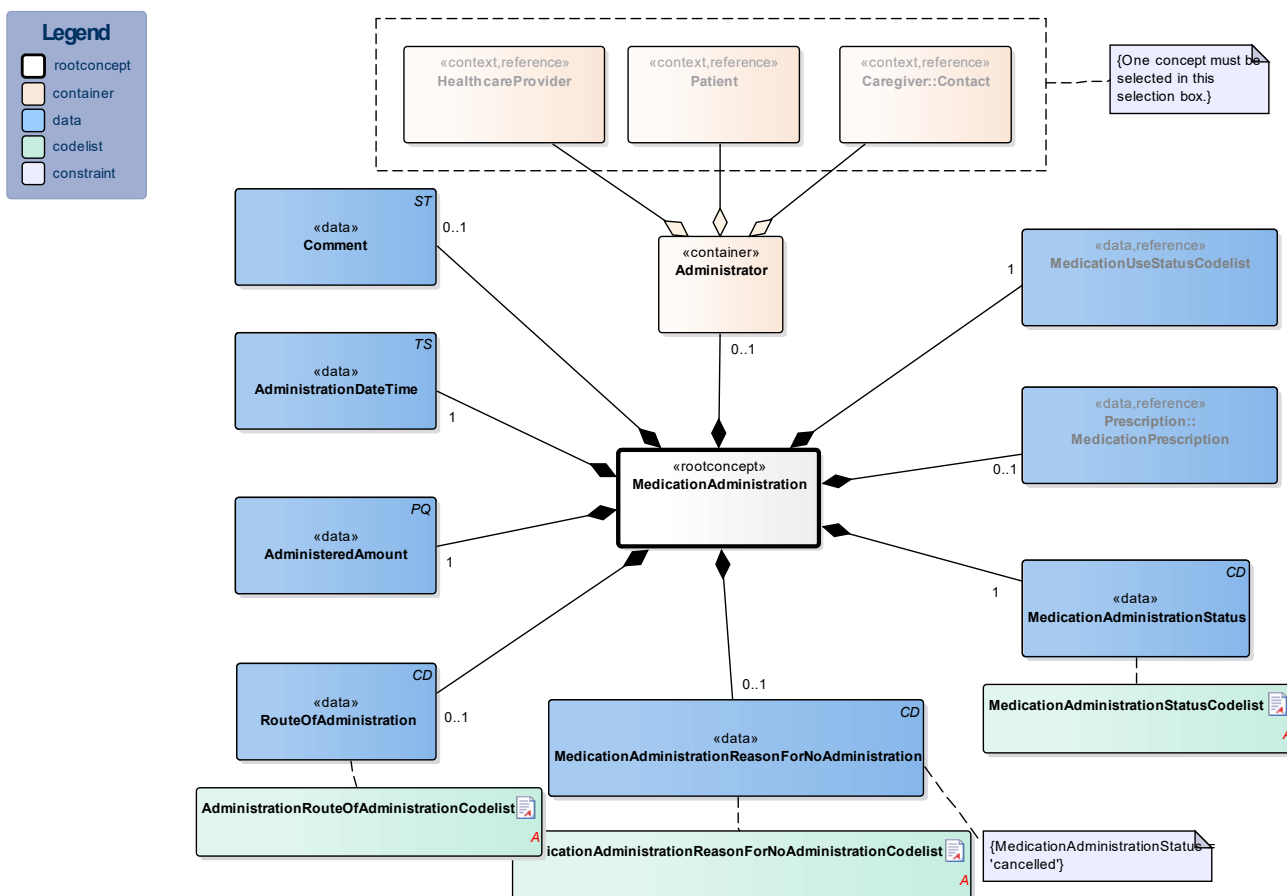 Legend
rootconcept
container
data
codelist
constraint
«context,reference»
HealthcareProvider
«context,reference»
Patient
«context,reference»
Caregiver::Contact
{One concept must be
selected in this
selection box.}
ST
«data»
Comment
0..1
«container»
Administrator
0..1
«data,reference»
MedicationUseStatusCodelist
1
TS
«data»
AdministrationDateTime
1
«data,reference»
Prescription::
MedicationPrescription
0..1
«rootconcept»
MedicationAdministration
PQ
«data»
AdministeredAmount
1
CD
«data»
MedicationAdministrationStatus
1
MedicationAdministrationStatusCodelist
A
CD
«data»
RouteOfAdministration
0..1
AdministrationRouteOfAdministrationCodelist
A
0..1
CD
«data»
MedicationAdministrationReasonForNoAdministration
icationAdministrationReasonForNoAdministrationCodelist
A
{MedicationAdministrationStatus =
'cancelled'}